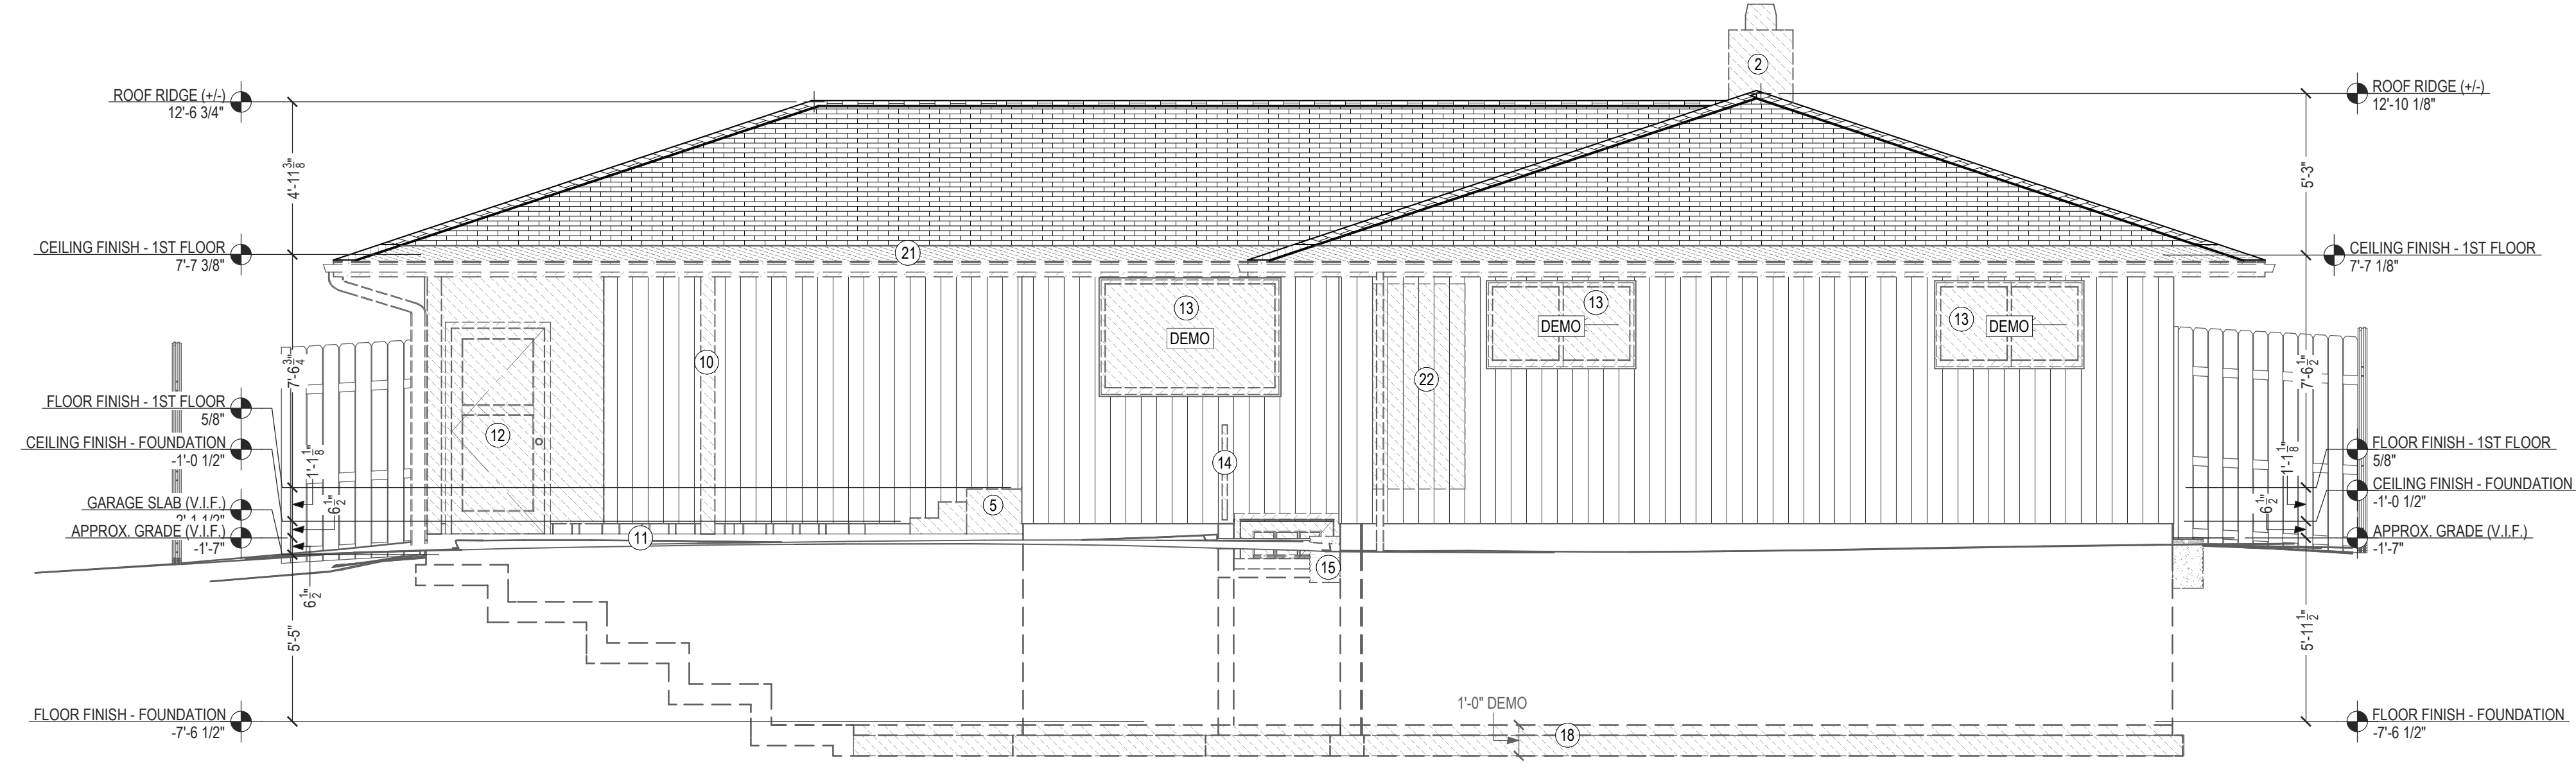 2
ROOF RIDGE (+/-)
12'-6 3/4"
ROOF RIDGE (+/-)
12'-10 1/8"
4'-11 3/8"
5'-3"
CEILING FINISH - 1ST FLOOR
7'-7 3/8"
21
CEILING FINISH - 1ST FLOOR
7'-7 1/8"
13
DEMO
13
DEMO
13
DEMO
7'-6 3/4"
10
22
7'-6 1/2"
FLOOR FINISH - 1ST FLOOR
5/8"
12
CEILING FINISH - FOUNDATION
-1'-0 1/2"
1'-1 1/8"
14
FLOOR FINISH - 1ST FLOOR
5/8"
1'-1 1/8"
CEILING FINISH - FOUNDATION
-1'-0 1/2"
GARAGE SLAB (V.I.F.)
6 1/2"
5
6 1/2"
APPROX. GRADE (V.I.F.)
-1'-7"
11
APPROX. GRADE (V.I.F.)
-1'-7"
15
6 1/2"
5'-5"
5'-11 1/2"
1'-0" DEMO
FLOOR FINISH - FOUNDATION
-7'-6 1/2"
18
FLOOR FINISH - FOUNDATION
-7'-6 1/2"